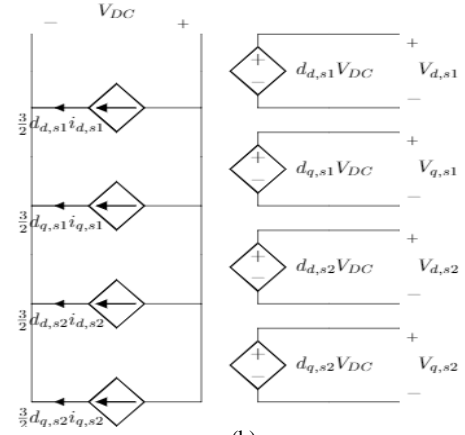 − V_{DC} +
\frac{3}{2}d_{d,s1}i_{d,s1}
\frac{3}{2}d_{q,s1}i_{q,s1}
\frac{3}{2}d_{d,s2}i_{d,s2}
\frac{3}{2}d_{q,s2}i_{q,s2}
+
+ d_{d,s1}V_{DC} V_{d,s1}
−
−
+
+ d_{q,s1}V_{DC} V_{q,s1}
−
−
+
+ d_{d,s2}V_{DC} V_{d,s2}
−
−
+
+ d_{q,s2}V_{DC} V_{q,s2}
−
−